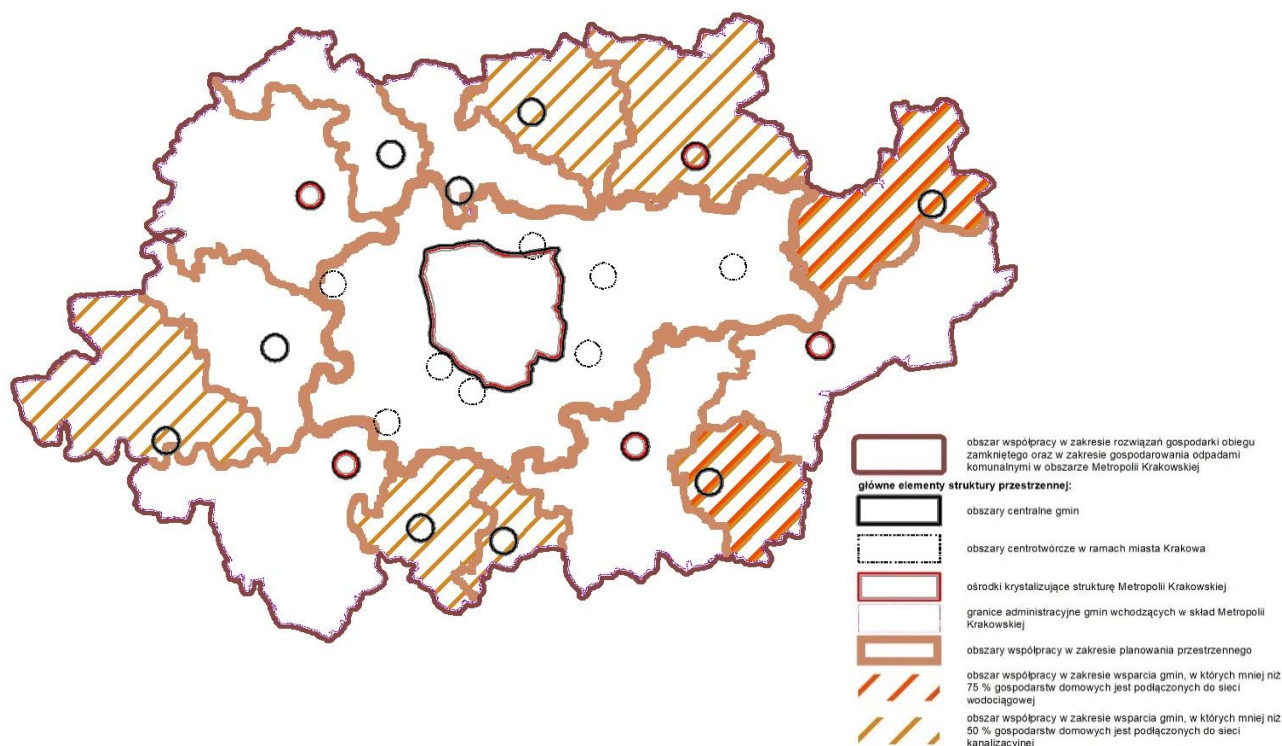 obszar współpracy w zakresie rozwiązań gospodarki obiegu
zamkniętego oraz w zakresie gospodarowania odpadami
komunalnymi w obszarze Metropolii Krakowskiej
główne elementy struktury przestrzennej:
obszary centralne gmin
obszary centrotwórcze w ramach miasta Krakowa
ośrodki krystalizujące strukturę Metropolii Krakowskiej
granice administracyjne gmin wchodzących w skład Metropolii
Krakowskiej
obszary współpracy w zakresie planowania przestrzennego
obszar współpracy w zakresie wsparcia gmin, w których mniej niż
75 % gospodarstw domowych jest podłączonych do sieci
wodociągowej
obszar współpracy w zakresie wsparcia gmin, w których mniej niż
50 % gospodarstw domowych jest podłączonych do sieci
kanalizacyjnej